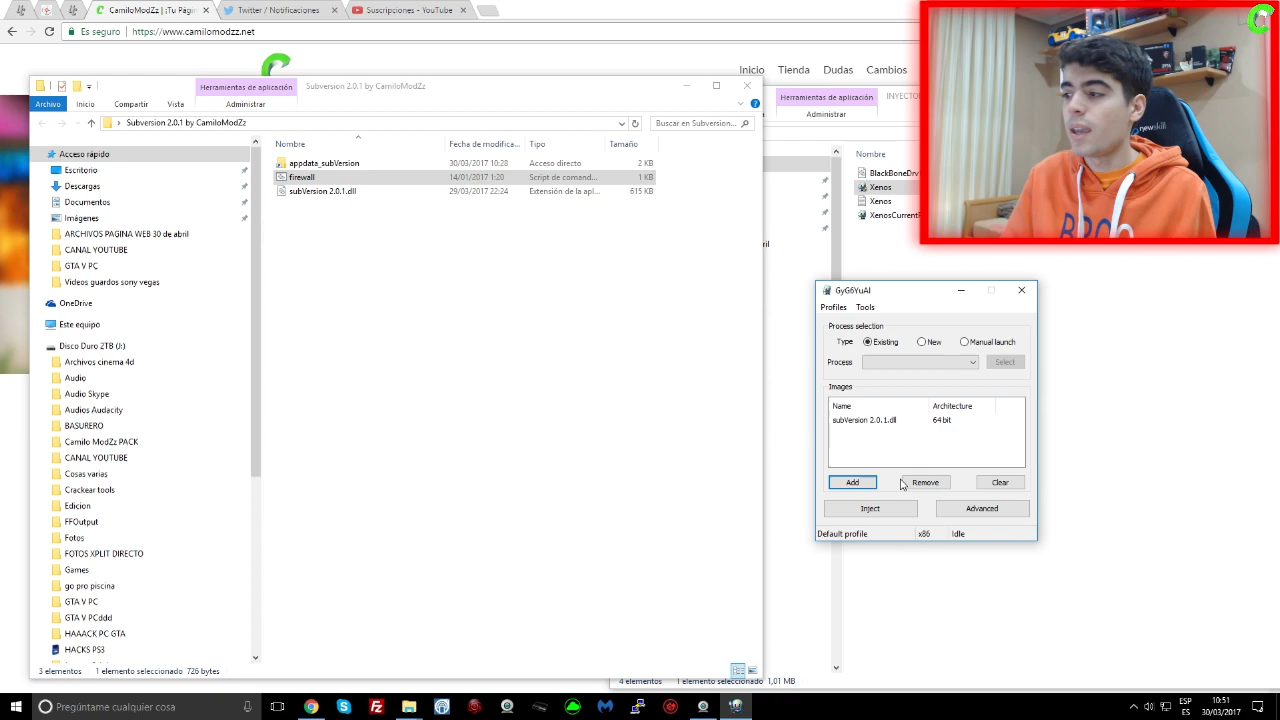 CamiloModZz | ¡Tu Págin
Twitter / Notificaciones
Suscripciones - YouTube
Es seguro
https://www.camilomodzz.net
Inicio
Tienda
Dudas
Cambios
Herramientas de aplicación
Subversion 2.0.1 by CamiloModZz
Archivo
Inicio
Compartir
Vista
Administrar
Herramientas de aplicación
INYECTO
Administrar
Subversion 2.0.1 by CamiloModZz
Buscar en Subversion...
Nombre
Fecha de modifica...
Tipo
Tamaño
appdata_subVersion
30/03/2017 10:28
Acceso directo
2 KB
firewall
14/01/2017 1:20
Script de comand...
1 KB
subVersion 2.0.1.dll
29/03/2017 22:24
Extensión de la apl...
615 KB
Acceso rápido
Escritorio
Descargas
Documentos
Imágenes
ARCHIVOS PAGINA WEB 30 de abril
CANAL YOUTUBE
GTA V PC
Videos guardos sony vegas
OneDrive
Este equipo
Disco Duro 2TB (J:)
Archivos cinema 4d
Audio
Audio Skype
Audios Audacity
BASURERO
Camilo ModZz PACK
CANAL YOUTUBE
Cosas varias
Crackear tools
Edicion
FFOutput
Fotos
FOTOS XPLIT DIRECTO
Games
go pro piscina
GTA V PC
GTA V PCddd
HAAACK PC GTA
HACKS PS3
3 elementos
1 elemento seleccionado 726 bytes
Nombre
BlackBoneDrv
Xenos
Xenos
XenosCurrentP
ril
4 elementos
1 elemento seleccionado 1,01 MB
GyG6YuAI
Profiles
Tools
Process selection
Type
Existing
New
Manual launch
Process
Select
Images
Name
Architecture
subVersion 2.0.1.dll
64 bit
Add
Remove
Clear
Inject
Advanced
Default profile
x86
Idle
newskill
Pregúntame cualquier cosa
ESP
ES
10:51
30/03/2017